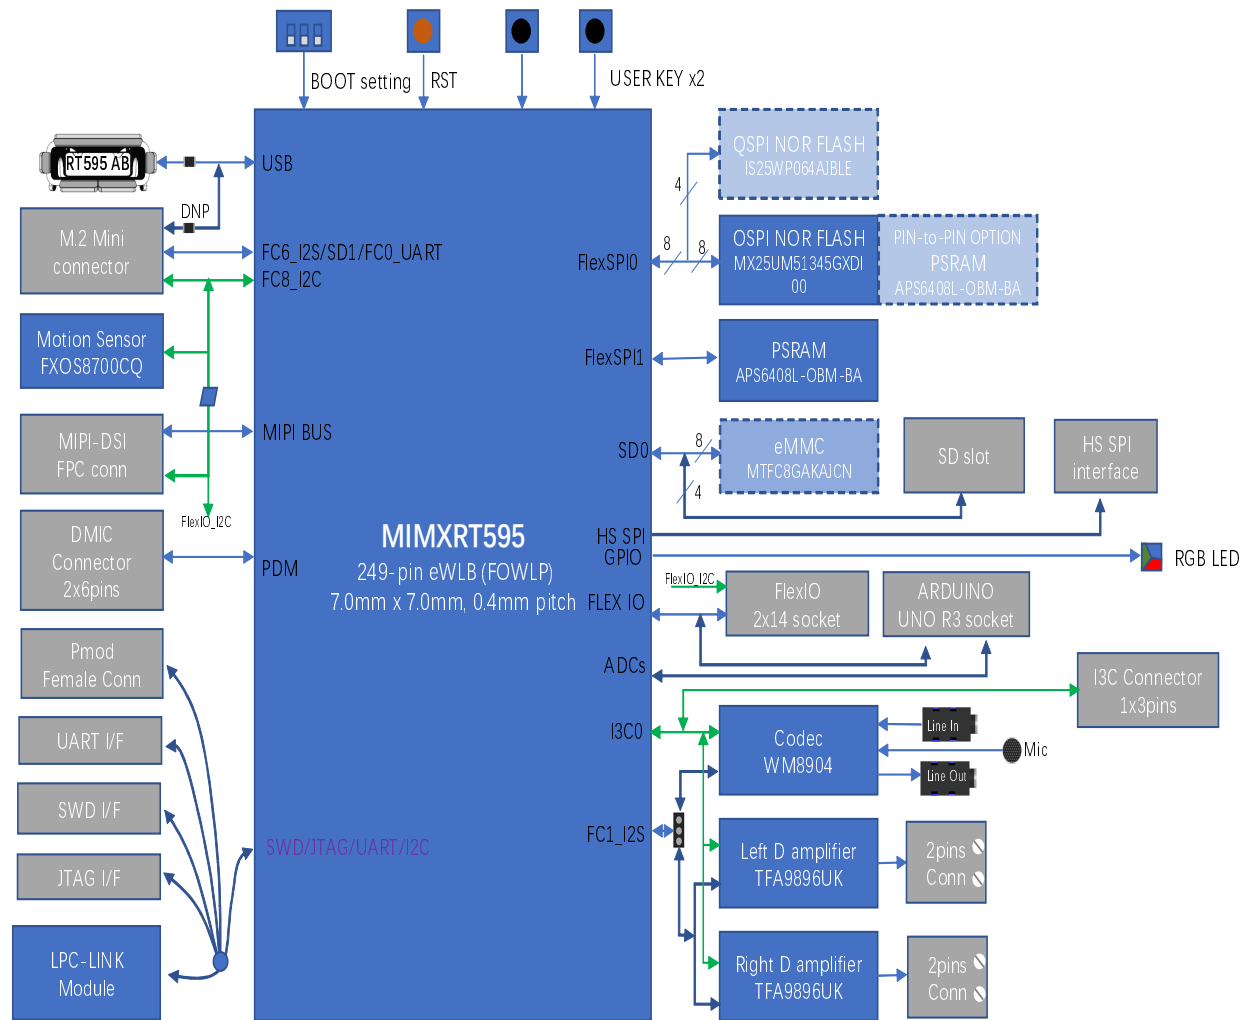 BOOT setting
RST
USER KEY x2
RT595 AB
USB
DNP
M.2 Mini
connector
FC6_I2S/SD1/FC0_UART
FC8_I2C
Motion Sensor
FXOS8700CQ
MIPI-DSI
FPC conn
MIPI BUS
FlexIO_I2C
DMIC
Connector
2x6pins
PDM
Pmod
Female Conn
UART I/F
SWD I/F
JTAG I/F
LPC-LINK
Module
SWD/JTAG/UART/I2C
MIMXRT595
249-pin eWLB (FOWLP)
7.0mm x 7.0mm, 0.4mm pitch
QSPI NOR FLASH
IS25WP064AJBLE
4
FlexSPI0
8
8
OSPI NOR FLASH
MX25UM51345GXDI
00
PIN-to-PIN OPTION
PSRAM
APS6408L-OBM-BA
FlexSPI1
PSRAM
APS6408L-OBM-BA
SD0
8
4
eMMC
MTFC8GAKAJCN
SD slot
HS SPI
interface
HS SPI
GPIO
RGB LED
FlexIO_I2C
FLEX IO
FlexIO
2x14 socket
ARDUINO
UNO R3 socket
ADCs
I3C Connector
1x3pins
I3C0
Codec
WM8904
Line In
Mic
Line Out
FC1_I2S
Left D amplifier
TFA9896UK
2pins
Conn
Right D amplifier
TFA9896UK
2pins
Conn